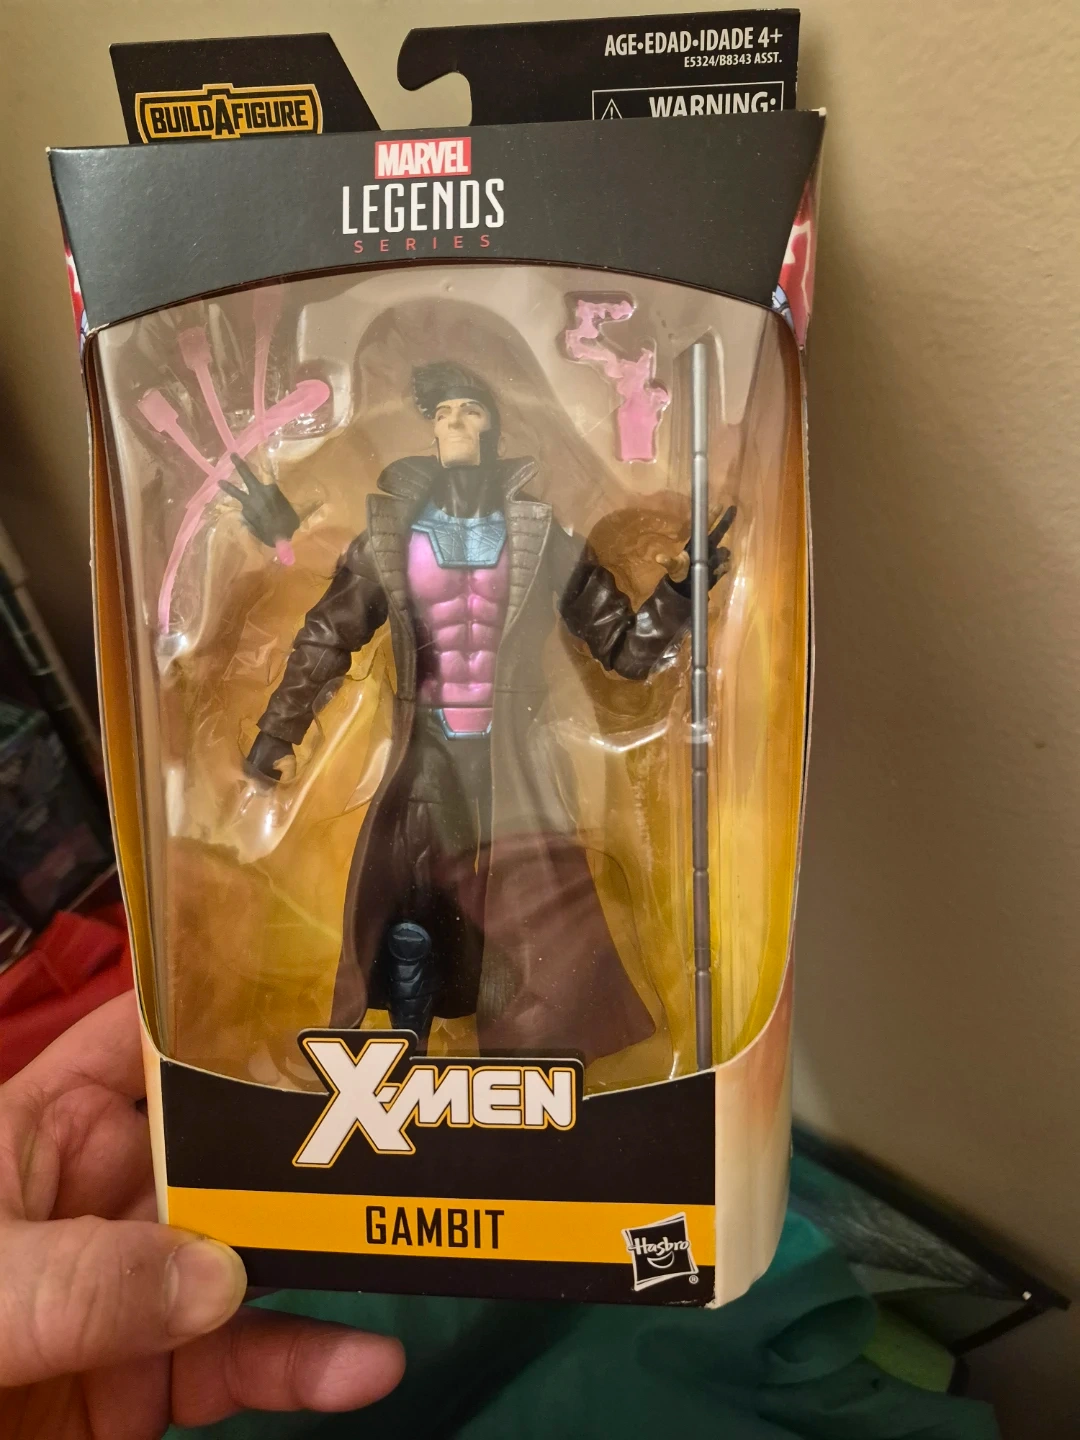 AGE•EDAD•IDADE 4+
E5324/B8343 ASST.
BUILDAFIGURE
WARNING:
MARVEL
LEGENDS
SERIES
X-MEN
GAMBIT
Hasbro
®